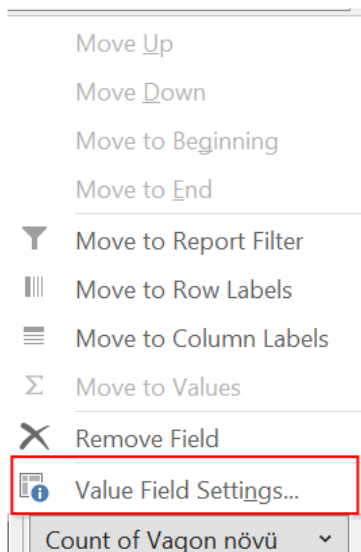 Move Up
Move Down
Move to Beginning
Move to End
Move to Report Filter
Move to Row Labels
Move to Column Labels
Σ Move to Values
Remove Field
Value Field Settings...
Count of Vaqon növü